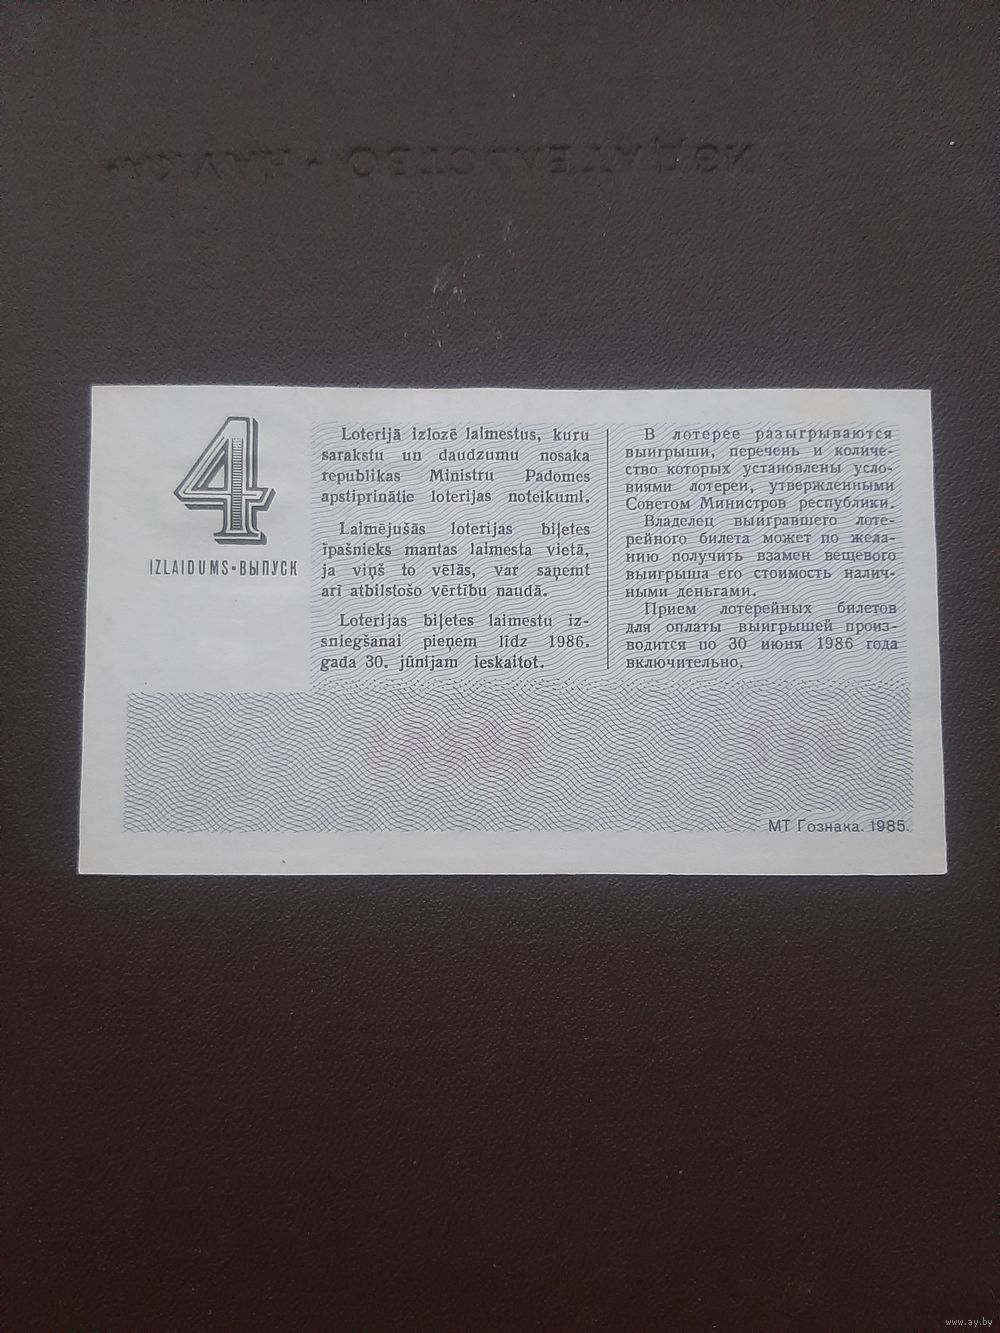 ИЗДАТЕЛЬСТВО • НАУКА •
4
IZLAIDUMS•ВЫПУСК
Loterijā izlozē laimestus, kuru
sarakstu un daudzumu nosaka
republikas Ministru Padomes
apstiprinātie loterijas noteikumi.
Laimējušās loterijas biļetes
īpašnieks mantas laimesta vietā,
ja viņš to vēlās, var saņemt
arī atbilstošo vērtību naudā.
Loterijas biļetes laimestu iz-
sniegšanai pieņem līdz 1986.
gada 30. jūnijam ieskaitot.
В лотерее разыгрываются
выигрыши, перечень и количе-
ство которых установлены усло-
виями лотереи, утвержденными
Советом Министров республики.
Владелец выигравшего лоте-
рейного билета может по жела-
нию получить взамен вещевого
выигрыша его стоимость налич-
ными деньгами.
Прием лотерейных билетов
для оплаты выигрышей произ-
водится по 30 июня 1986 года
включительно.
МТ Гознака. 1985.
www.ay.by